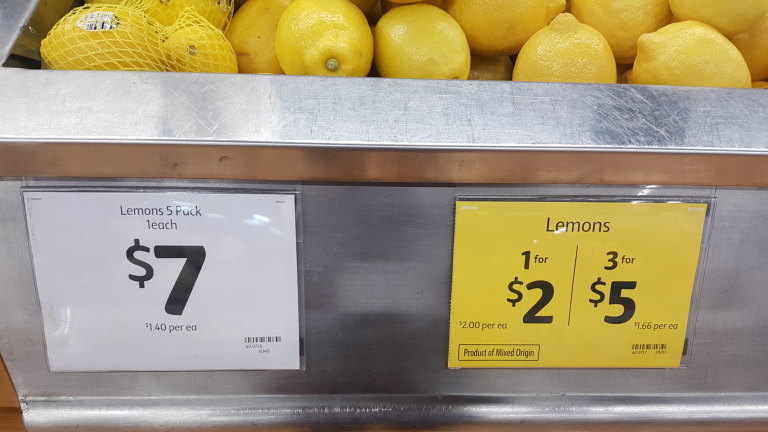 Lemons 5 Pack
1each
$7
$1.40 per ea
Lemons
1 for
$2
$2.00 per ea
3 for
$5
$1.66 per ea
Product of Mixed Origin